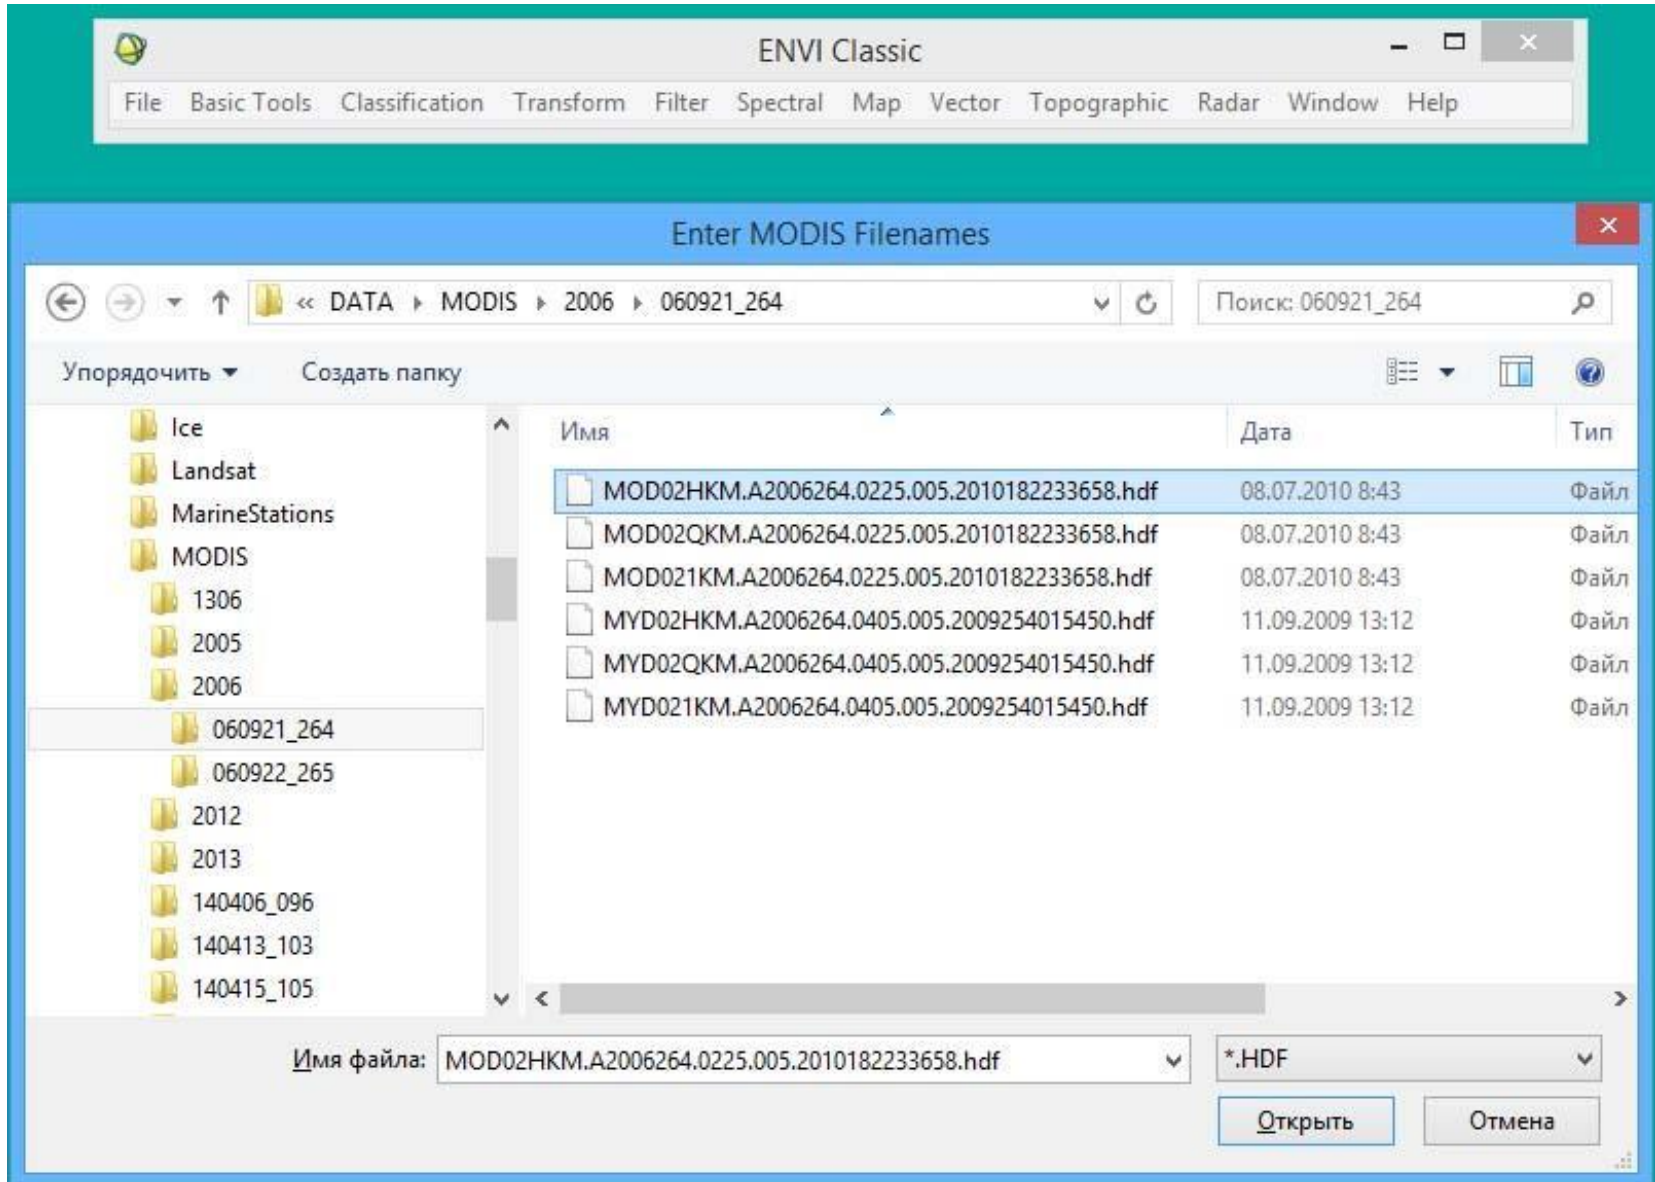 ENVI Classic
File Basic Tools Classification Transform Filter Spectral Map Vector Topographic Radar Window Help
Enter MODIS Filenames
« DATA MODIS 2006 060921_264
Поиск: 060921_264
Упорядочить Создать папку
Ice
Landsat
MarineStations
MODIS
1306
2005
2006
060921_264
060922_265
2012
2013
140406_096
140413_103
140415_105
Имя Дата Тип
MOD02HKM.A2006264.0225.005.2010182233658.hdf 08.07.2010 8:43 Файл
MOD02QKM.A2006264.0225.005.2010182233658.hdf 08.07.2010 8:43 Файл
MOD021KM.A2006264.0225.005.2010182233658.hdf 08.07.2010 8:43 Файл
MYD02HKM.A2006264.0405.005.2009254015450.hdf 11.09.2009 13:12 Файл
MYD02QKM.A2006264.0405.005.2009254015450.hdf 11.09.2009 13:12 Файл
MYD021KM.A2006264.0405.005.2009254015450.hdf 11.09.2009 13:12 Файл
Имя файла: MOD02HKM.A2006264.0225.005.2010182233658.hdf *.HDF
Открыть Отмена